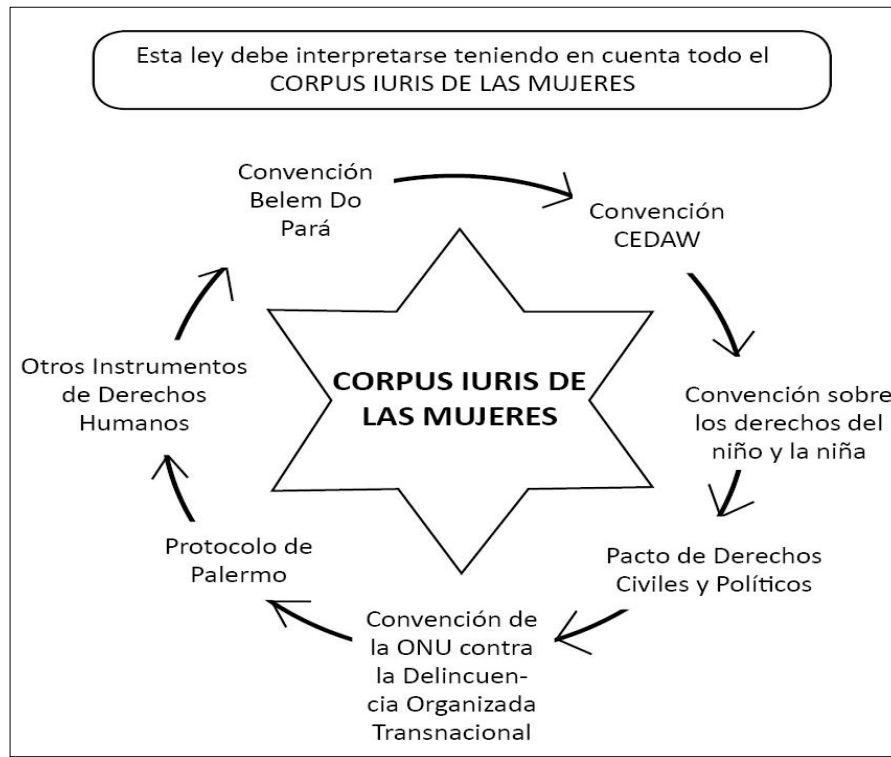 Esta ley debe interpretarse teniendo en cuenta todo el
CORPUS IURIS DE LAS MUJERES
Convención
Belem Do
Pará
Convención
CEDAW
Convención sobre
los derechos del
niño y la niña
Pacto de Derechos
Civiles y Políticos
Convención de
la ONU contra
la Delincuen-
cia Organizada
Transnacional
Protocolo de
Palermo
Otros Instrumentos
de Derechos
Humanos
CORPUS IURIS DE
LAS MUJERES